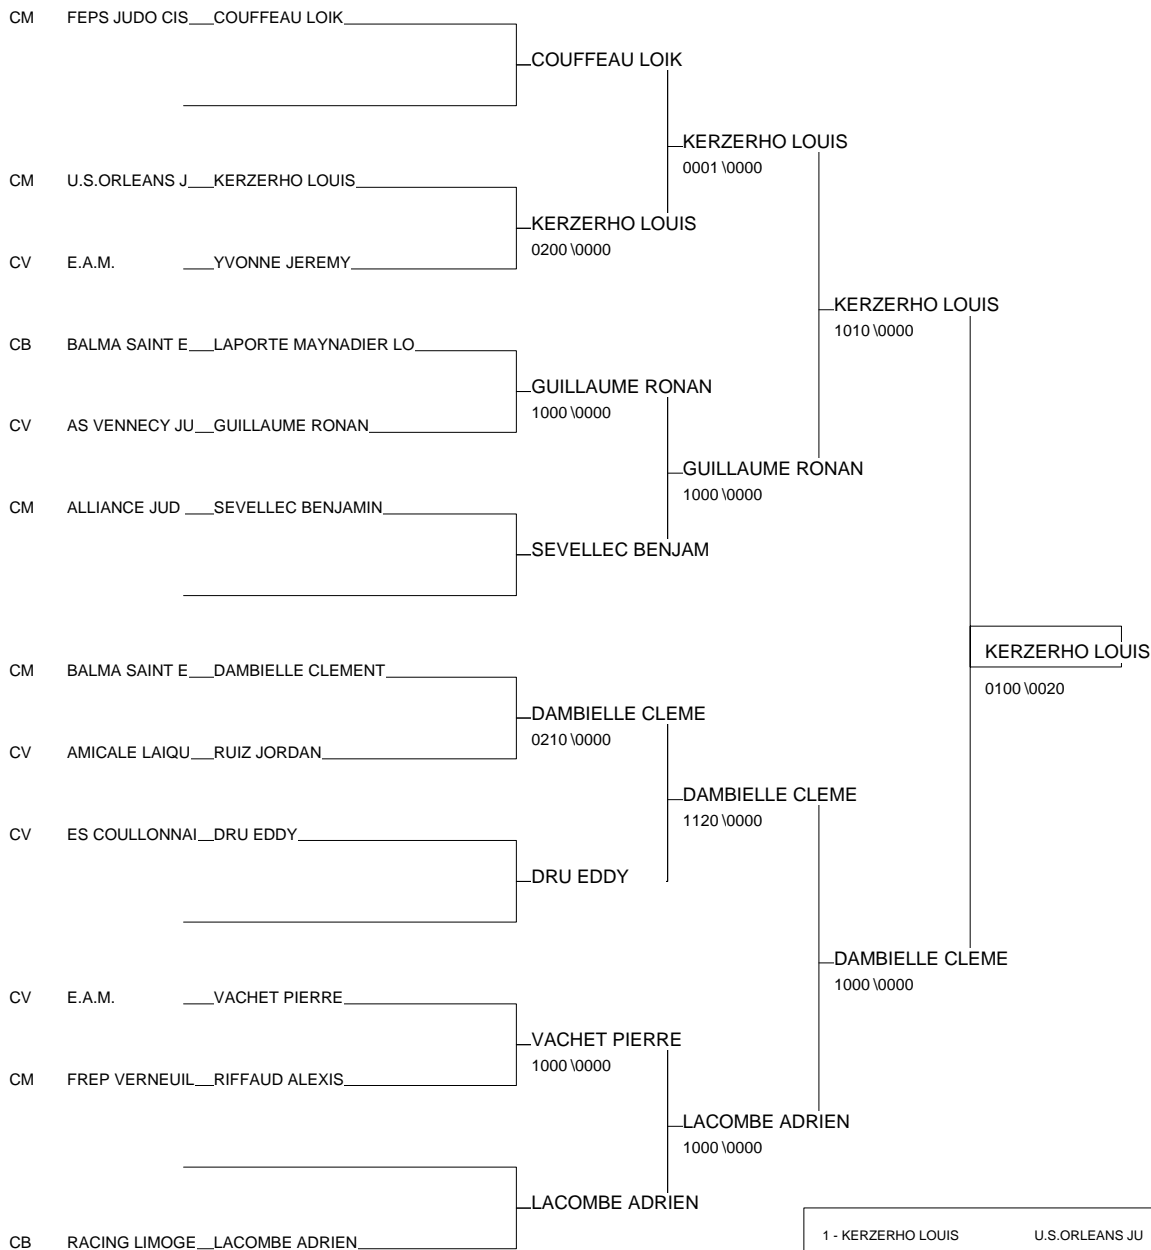 CM FEPS JUDO CIS COUFFEAU LOIK
COUFFEAU LOIK
KERZERHO LOUIS
0001 \0000
CM U.S.ORLEANS J KERZERHO LOUIS
KERZERHO LOUIS
0200 \0000
CV E.A.M. YVONNE JEREMY
KERZERHO LOUIS
1010 \0000
CB BALMA SAINT E LAPORTE MAYNADIER LO
GUILLAUME RONAN
1000 \0000
CV AS VENNECY JU GUILLAUME RONAN
GUILLAUME RONAN
1000 \0000
CM ALLIANCE JUD SEVELLEC BENJAMIN
SEVELLEC BENJAM
KERZERHO LOUIS
0100 \0020
CM BALMA SAINT E DAMBIELLE CLEMENT
DAMBIELLE CLEME
0210 \0000
CV AMICALE LAIQU RUIZ JORDAN
DAMBIELLE CLEME
1120 \0000
CV ES COULLONNAI DRU EDDY
DRU EDDY
DAMBIELLE CLEME
1000 \0000
CV E.A.M. VACHET PIERRE
VACHET PIERRE
1000 \0000
CM FREP VERNEUIL RIFFAUD ALEXIS
LACOMBE ADRIEN
1000 \0000
LACOMBE ADRIEN
CB RACING LIMOGE LACOMBE ADRIEN
1 - KERZERHO LOUIS U.S.ORLEANS JU